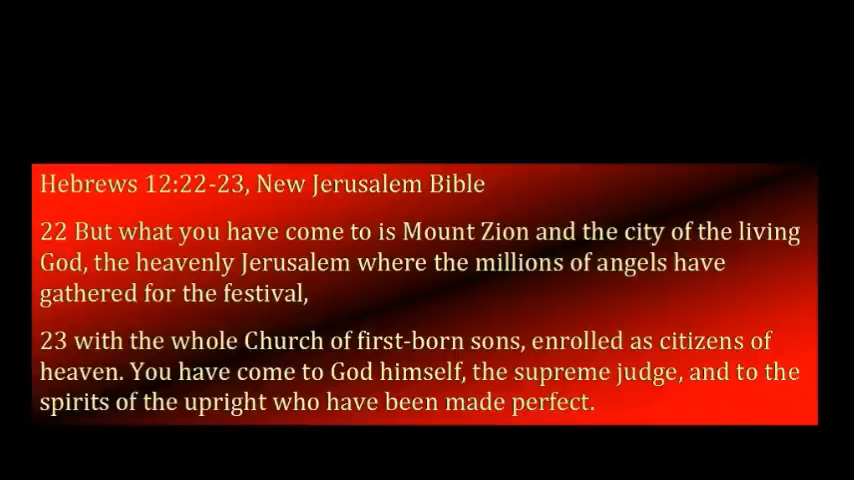 Hebrews 12:22-23, New Jerusalem Bible
22 But what you have come to is Mount Zion and the city of the living
God, the heavenly Jerusalem where the millions of angels have
gathered for the festival,
23 with the whole Church of first-born sons, enrolled as citizens of
heaven. You have come to God himself, the supreme judge, and to the
spirits of the upright who have been made perfect.